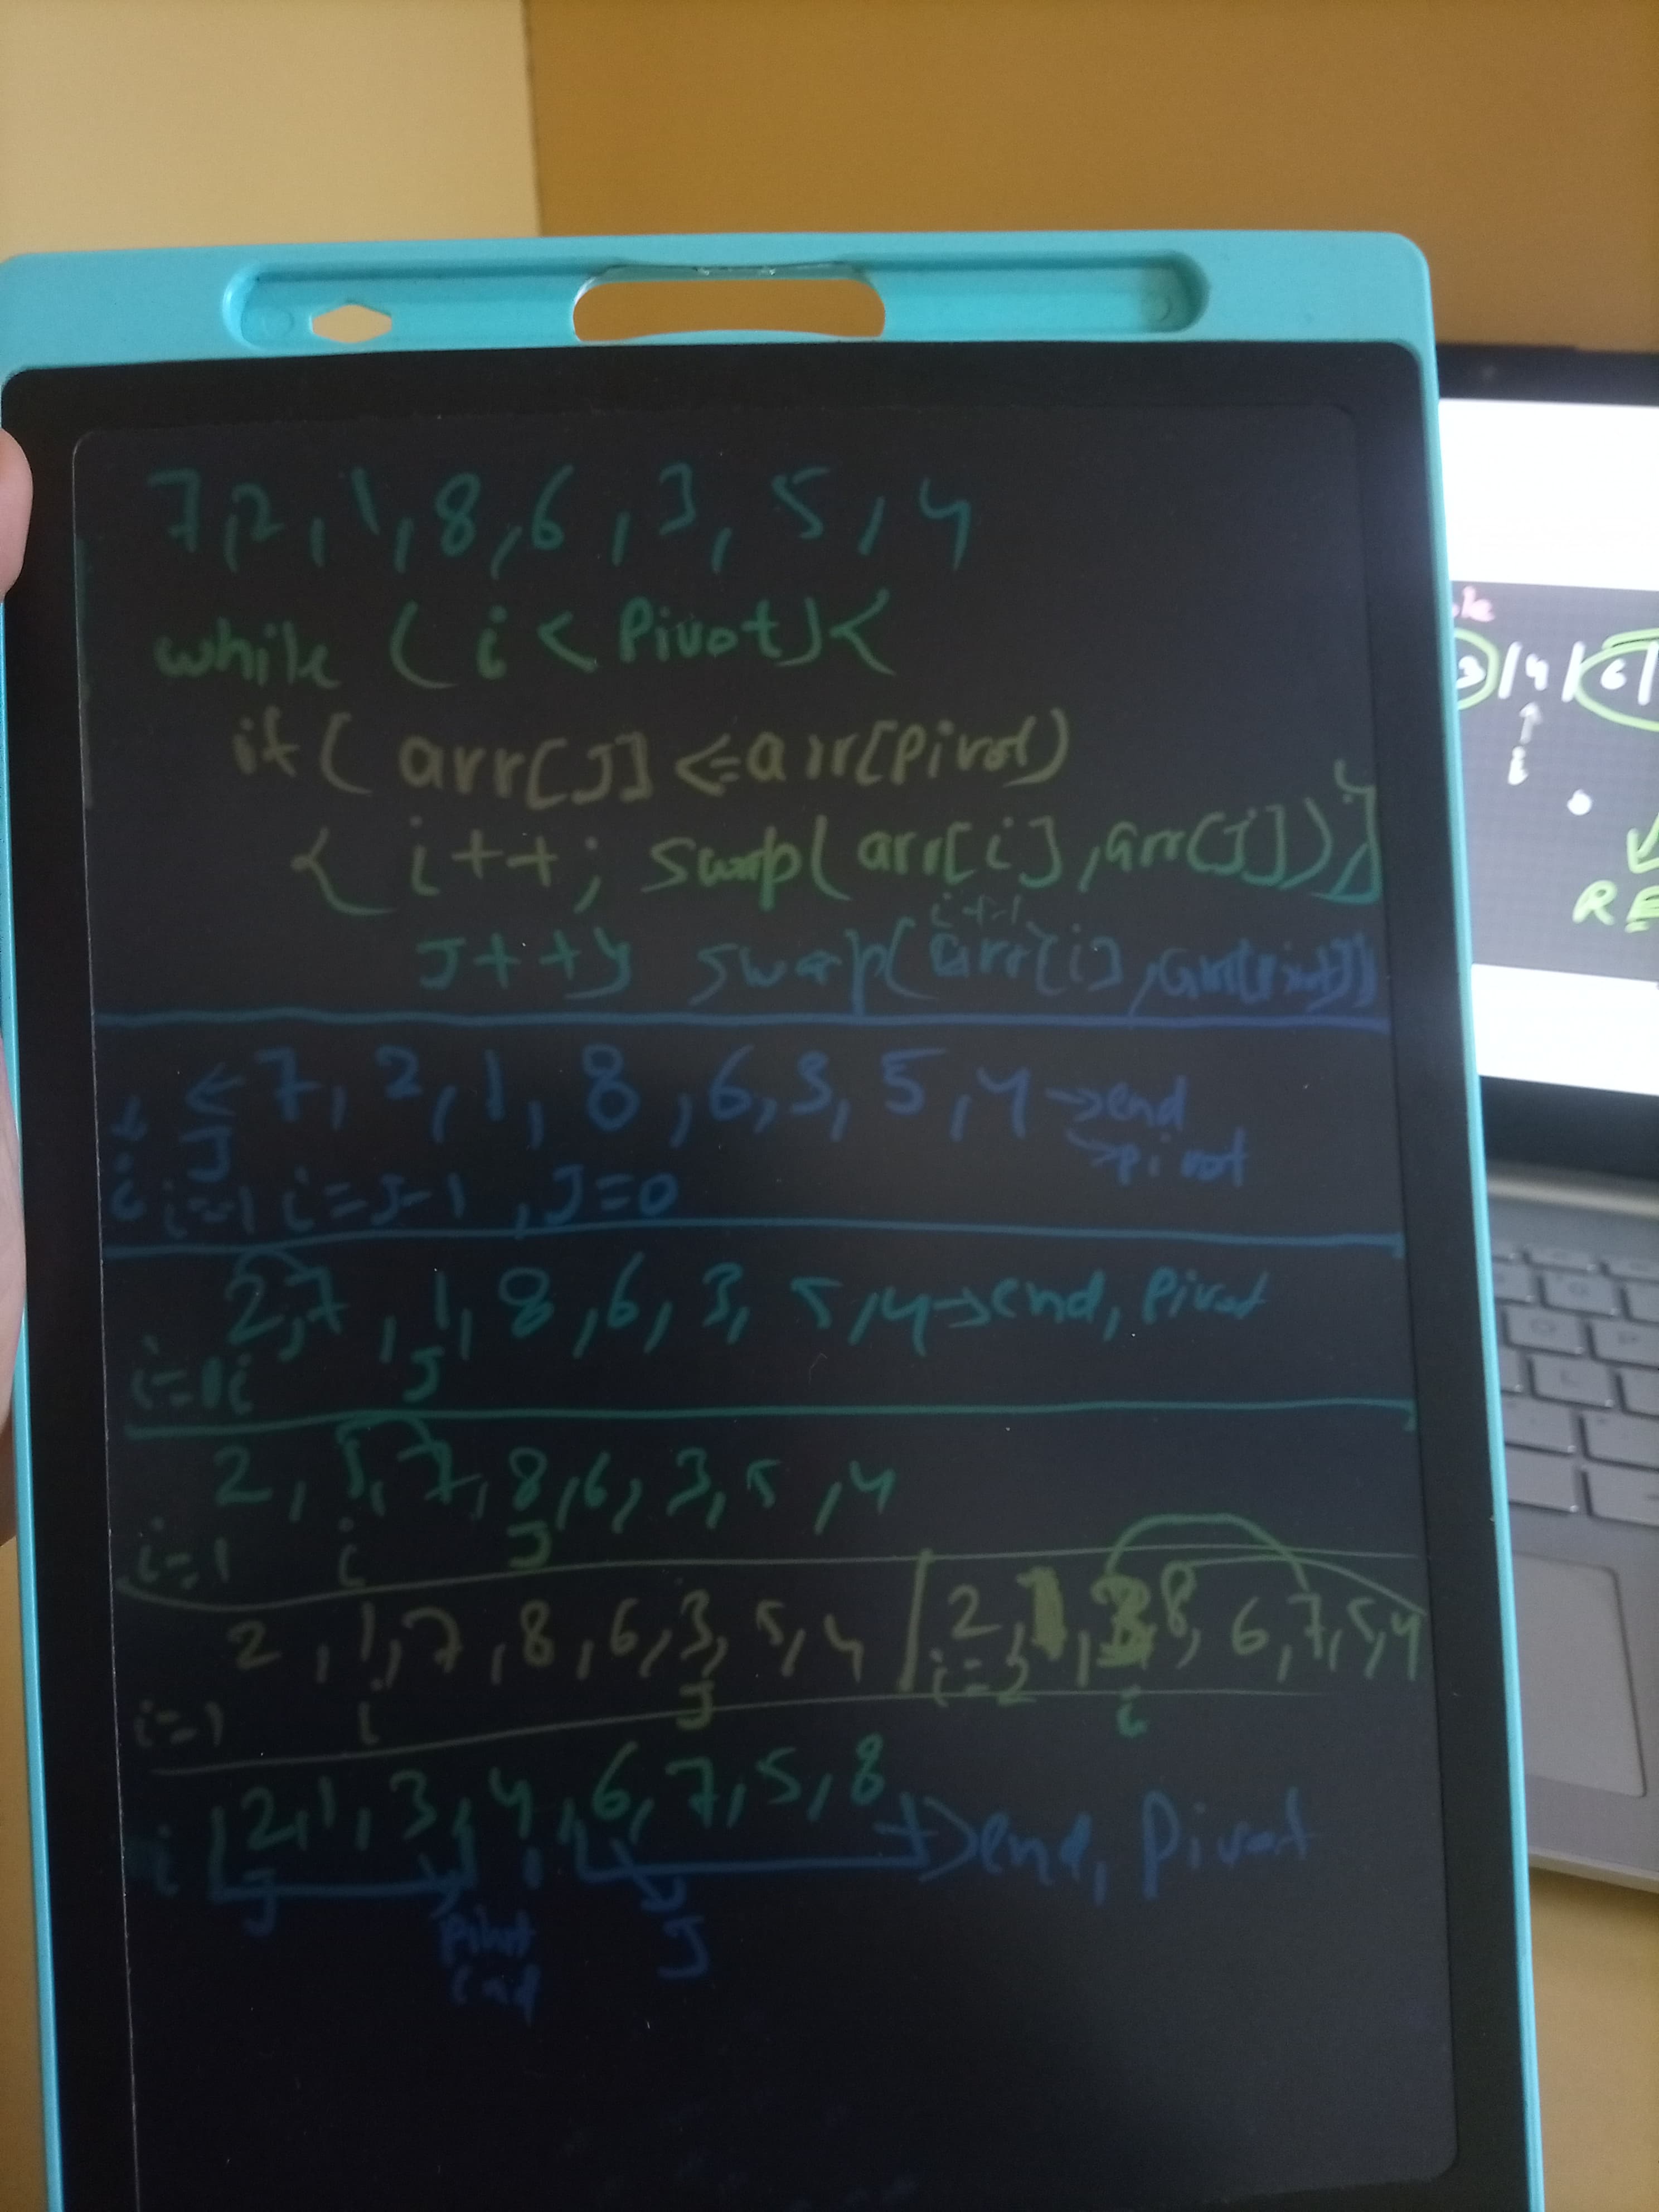 7,2,1,8,6,3,5,4
while (i < Pivot) {
if( arr[J] <= arr[Pivot)
{ i++; swap(arr[i],arr[J])}
J++} swap(arr[i],arr[Pivot])
i++
J ← 7, 2, 1, 8, 6, 3, 5, 4 → end
→ pivot
i i=-1 i=J-1, J=0
2,7,1,8,6,3,5,4→end, Pivot
i=0 i J
2,1,7,8,6,3,5,4
i=1 i J
2,1,7,8,6,3,5,4 | 2,1,3,8,6,7,5,4
i=1 i J i=2 i
2,1,3,4,6,7,5,8
i J →end, Pivot
Pivot J
end
3 | 4 | 6 |
i
RE